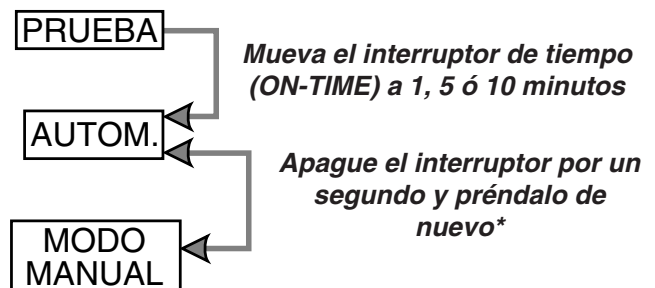 PRUEBA
Mueva el interruptor de tiempo
(ON-TIME) a 1, 5 ó 10 minutos
AUTOM.
Apague el interruptor por un
segundo y préndalo de
nuevo*
MODO
MANUAL